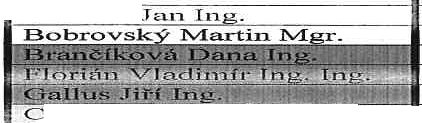 Jan Ing.
Bobrovský Martin Mgr.
Brančíková Dana Ing.
Florián Vladimír Ing. Ing.
Gallus Jiří Ing.
C